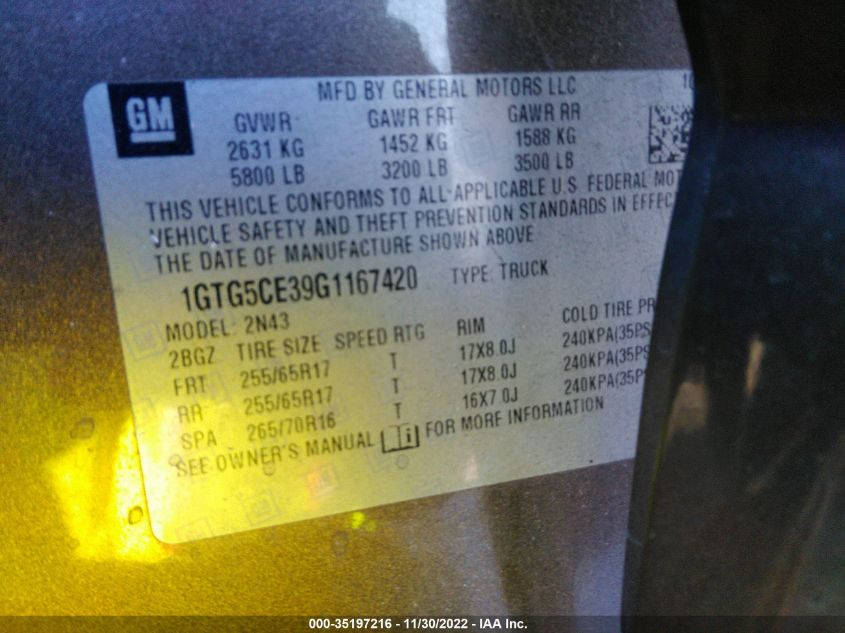 MFD BY GENERAL MOTORS LLC 10
GM
GVWR GAWR FRT GAWR RR
2631 KG 1452 KG 1588 KG
5800 LB 3200 LB 3500 LB
THIS VEHICLE CONFORMS TO ALL APPLICABLE U.S. FEDERAL MOT
VEHICLE SAFETY AND THEFT PREVENTION STANDARDS IN EFFEC
THE DATE OF MANUFACTURE SHOWN ABOVE
1GTG5CE39G1167420 TYPE: TRUCK
MODEL: 2N43
2BGZ TIRE SIZE SPEED RTG RIM COLD TIRE PR
FRT 255/65R17 T 17X8.0J 240KPA(35PS
RR 255/65R17 T 17X8.0J 240KPA(35PS
SPA 265/70R16 T 16X7.0J 240KPA(35PS
SEE OWNER'S MANUAL FOR MORE INFORMATION
000-35197216 - 11/30/2022 - IAA Inc.